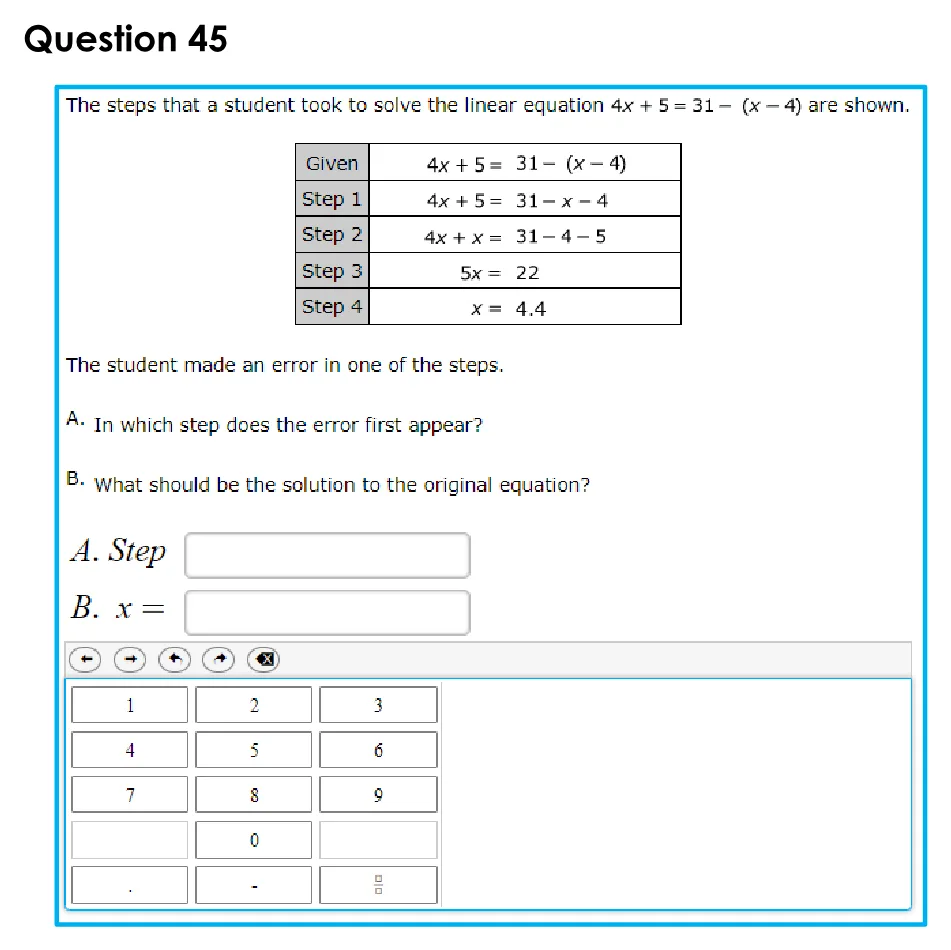 Question 45
The steps that a student took to solve the linear equation 4x + 5 = 31 − (x − 4) are shown.
Given 4x + 5 = 31 − (x − 4)
Step 1 4x + 5 = 31 − x − 4
Step 2 4x + x = 31 − 4 − 5
Step 3 5x = 22
Step 4 x = 4.4
The student made an error in one of the steps.
A. In which step does the error first appear?
B. What should be the solution to the original equation?
A. Step
B. x =
1 2 3
4 5 6
7 8 9
0
. -